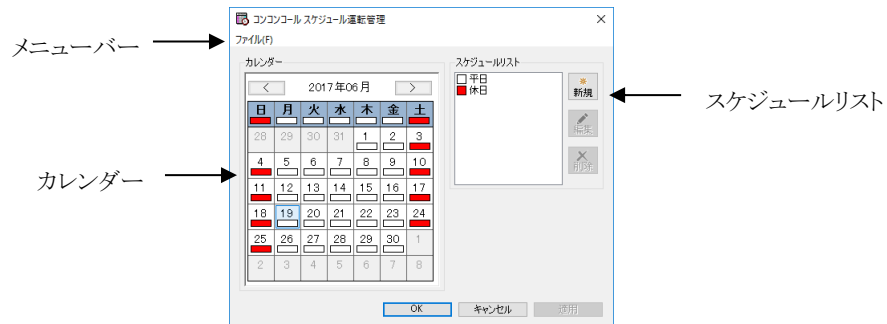 コンコンコール スケジュール運転管理
メニューバー
ファイル(F)
カレンダー
スケジュールリスト
< 2017年06月 >
平日
休日
新規
日 月 火 水 木 金 土
スケジュールリスト
28 29 30 31 1 2 3
編集
4 5 6 7 8 9 10
削除
カレンダー
11 12 13 14 15 16 17
18 19 20 21 22 23 24
25 26 27 28 29 30 1
2 3 4 5 6 7 8
OK キャンセル 適用